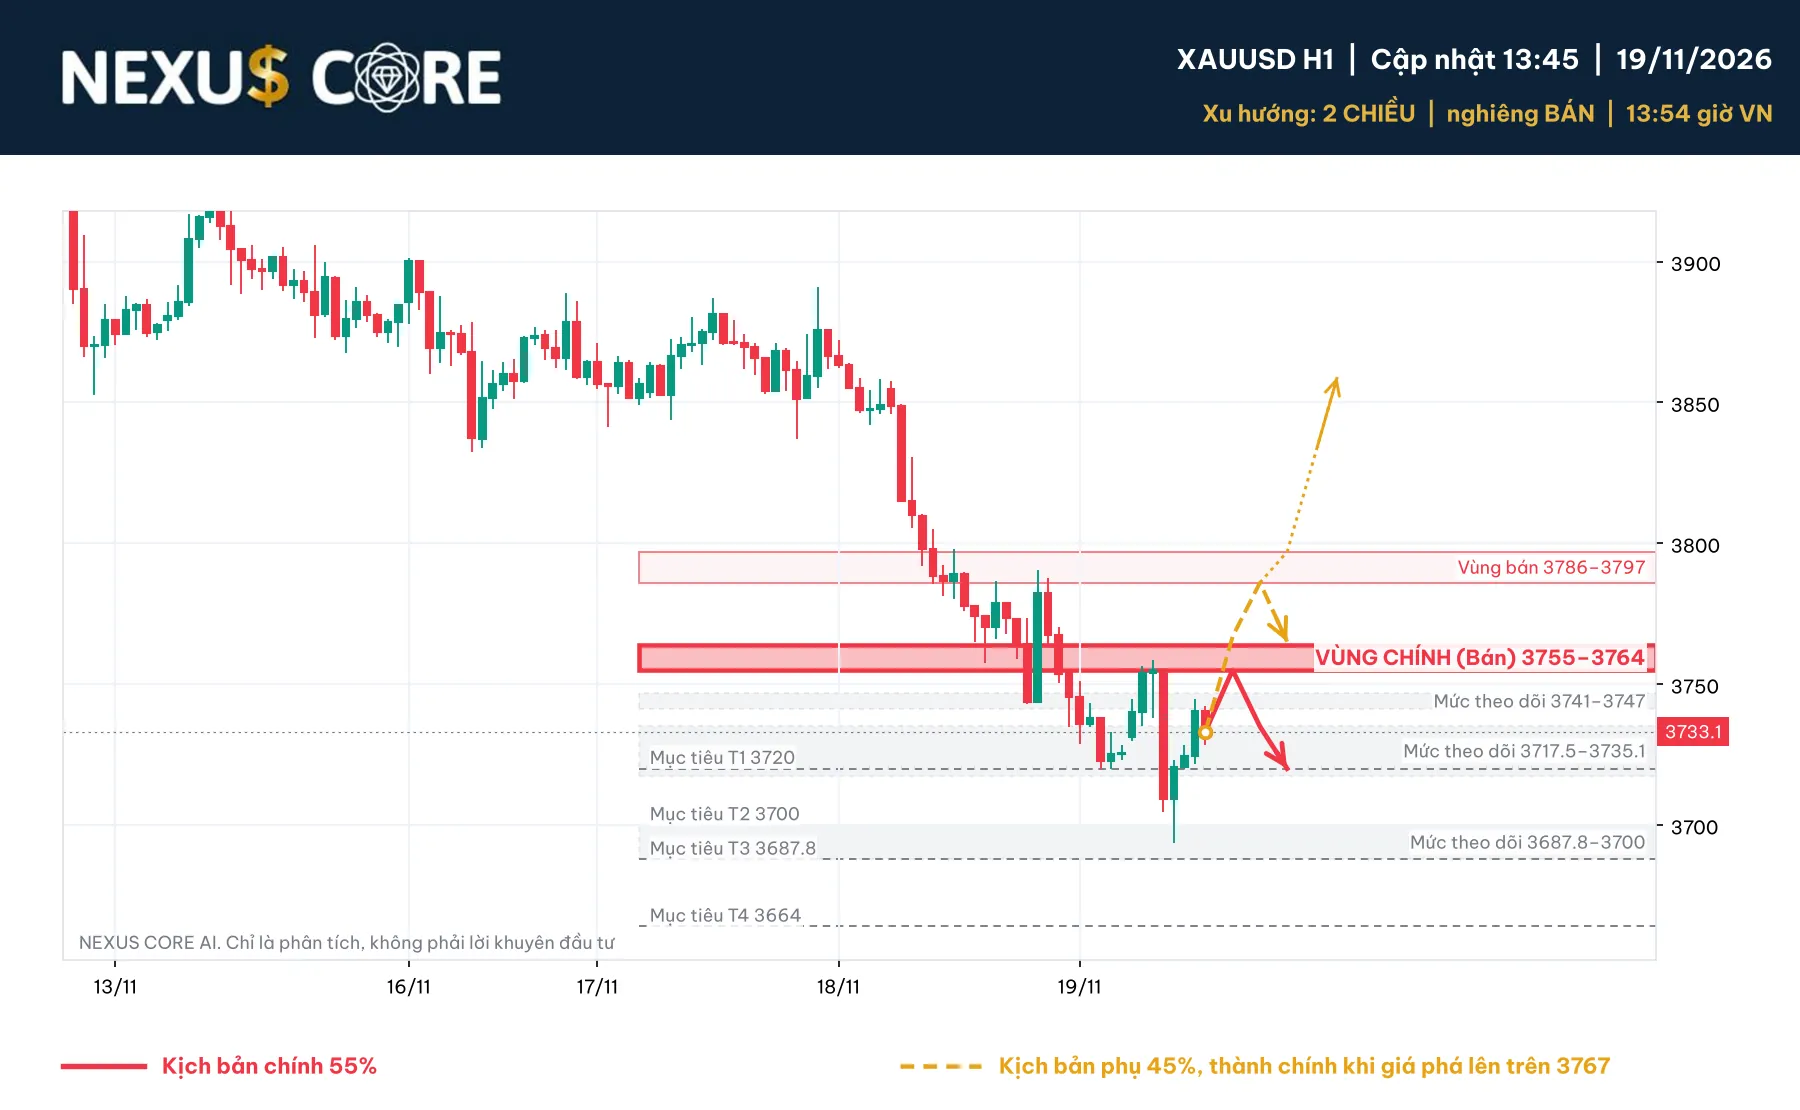 NEXU$ CORE
XAUUSD H1 | Cập nhật 13:45 | 19/11/2026
Xu hướng: 2 CHIỀU | nghiêng BÁN | 13:54 giờ VN
3900
3850
3800
Vùng bán 3786–3797
VÙNG CHÍNH (Bán) 3755–3764
3750
Mức theo dõi 3741–3747
3733.1
Mức theo dõi 3717.5–3735.1
Mục tiêu T1 3720
Mục tiêu T2 3700
3700
Mức theo dõi 3687.8–3700
Mục tiêu T3 3687.8
Mục tiêu T4 3664
NEXUS CORE AI. Chỉ là phân tích, không phải lời khuyên đầu tư
13/11 16/11 17/11 18/11 19/11
Kịch bản chính 55%
Kịch bản phụ 45%, thành chính khi giá phá lên trên 3767